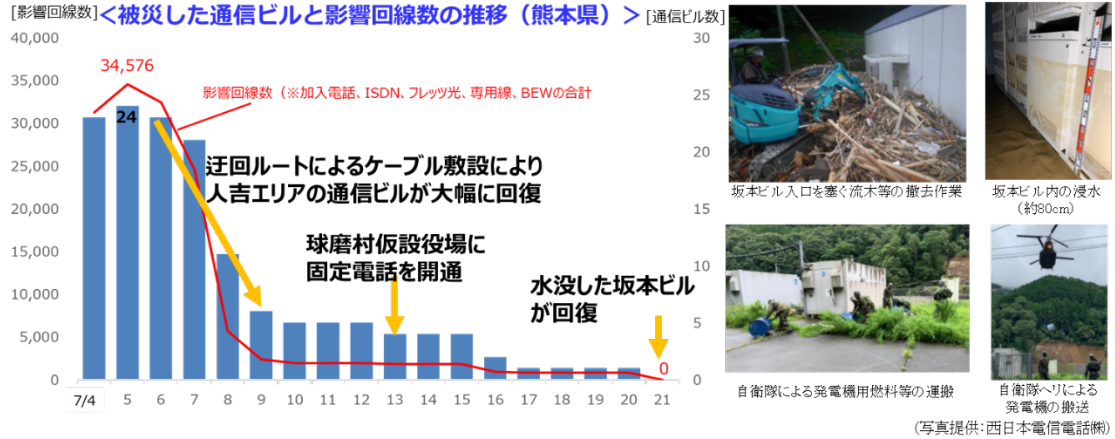 [影響回線数]
<被災した通信ビルと影響回線数の推移（熊本県）>
[通信ビル数]
40,000
35,000
30,000
25,000
20,000
15,000
10,000
5,000
0
30
25
20
15
10
5
0
34,576
24
影響回線数（※加入電話、ISDN、フレッツ光、専用線、BEWの合計
迂回ルートによるケーブル敷設により
人吉エリアの通信ビルが大幅に回復
球磨村仮設役場に
固定電話を開通
水没した坂本ビル
が回復
0
7/4 5 6 7 8 9 10 11 12 13 14 15 16 17 18 19 20 21
坂本ビル入口を塞ぐ流木等の撤去作業
坂本ビル内の浸水
（約80cm）
自衛隊による発電機用燃料等の運搬
自衛隊ヘリによる
発電機の搬送
（写真提供：西日本電信電話㈱）